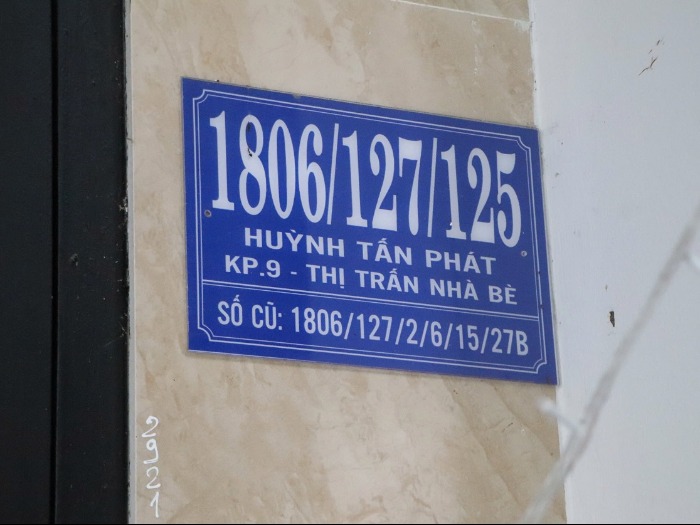 1806/127/125
HUỲNH TẤN PHÁT
KP.9 - THỊ TRẤN NHÀ BÈ
SỐ CŨ: 1806/127/2/6/15/27B